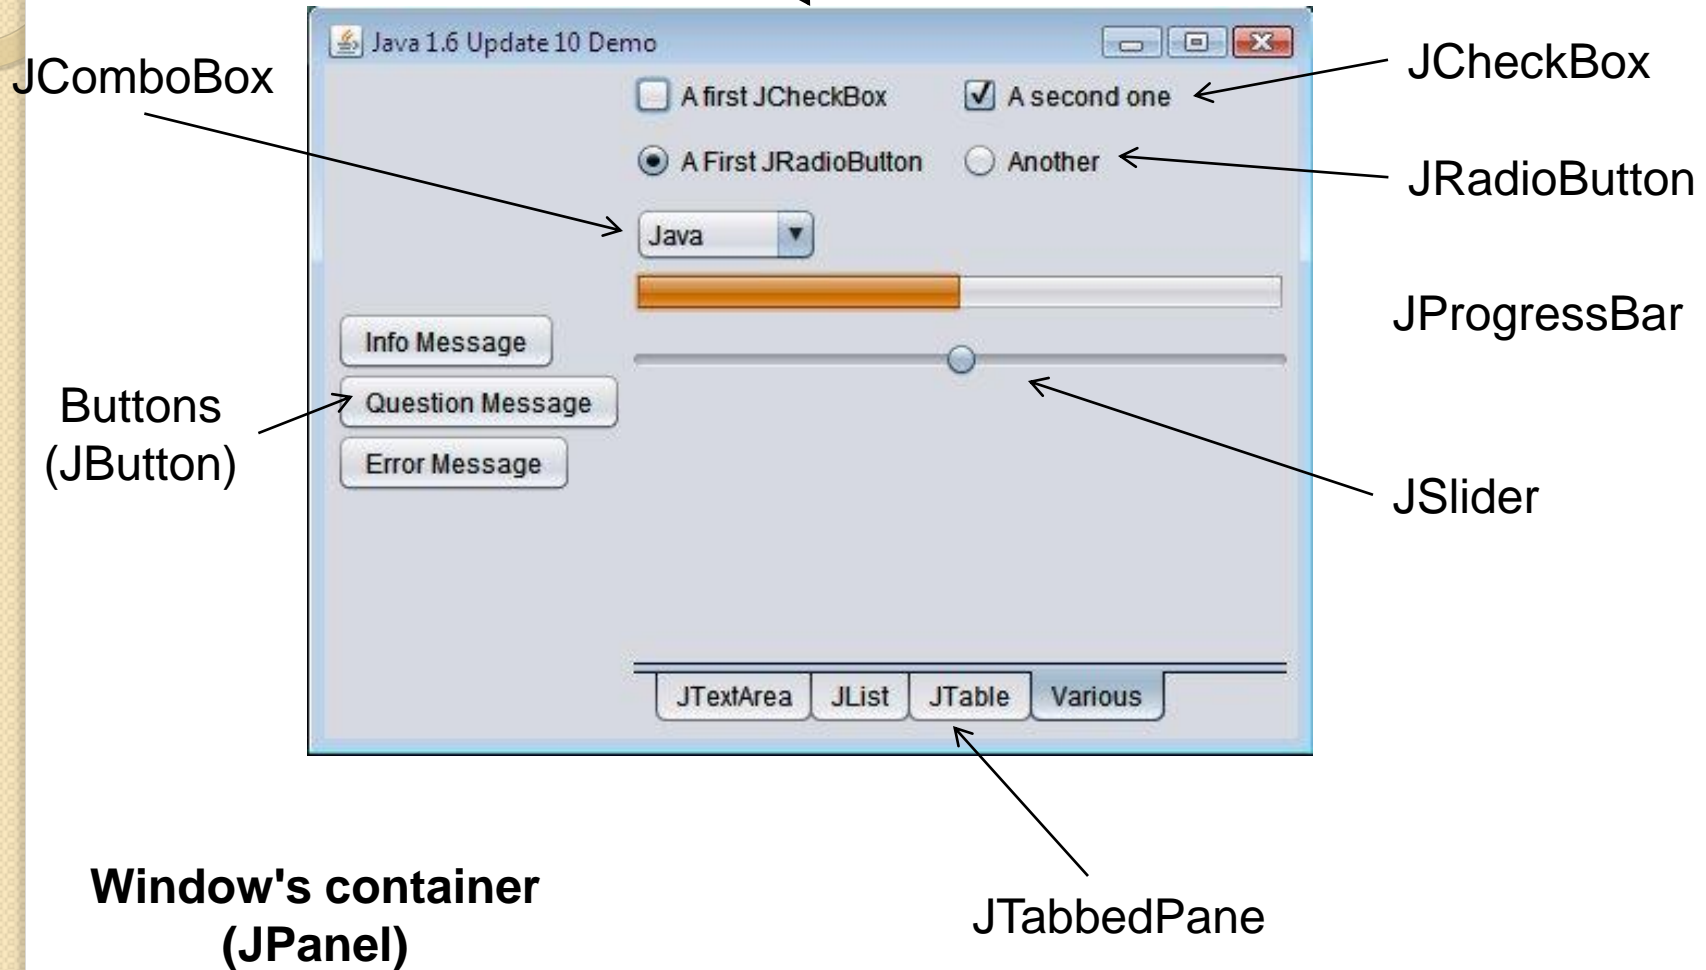 Java 1.6 Update 10 Demo
JComboBox
JCheckBox
A first JCheckBox
A second one
A First JRadioButton
Another
JRadioButton
Java
JProgressBar
Info Message
Question Message
Error Message
Buttons
(JButton)
JSlider
JTextArea
JList
JTable
Various
Window's container
(JPanel)
JTabbedPane